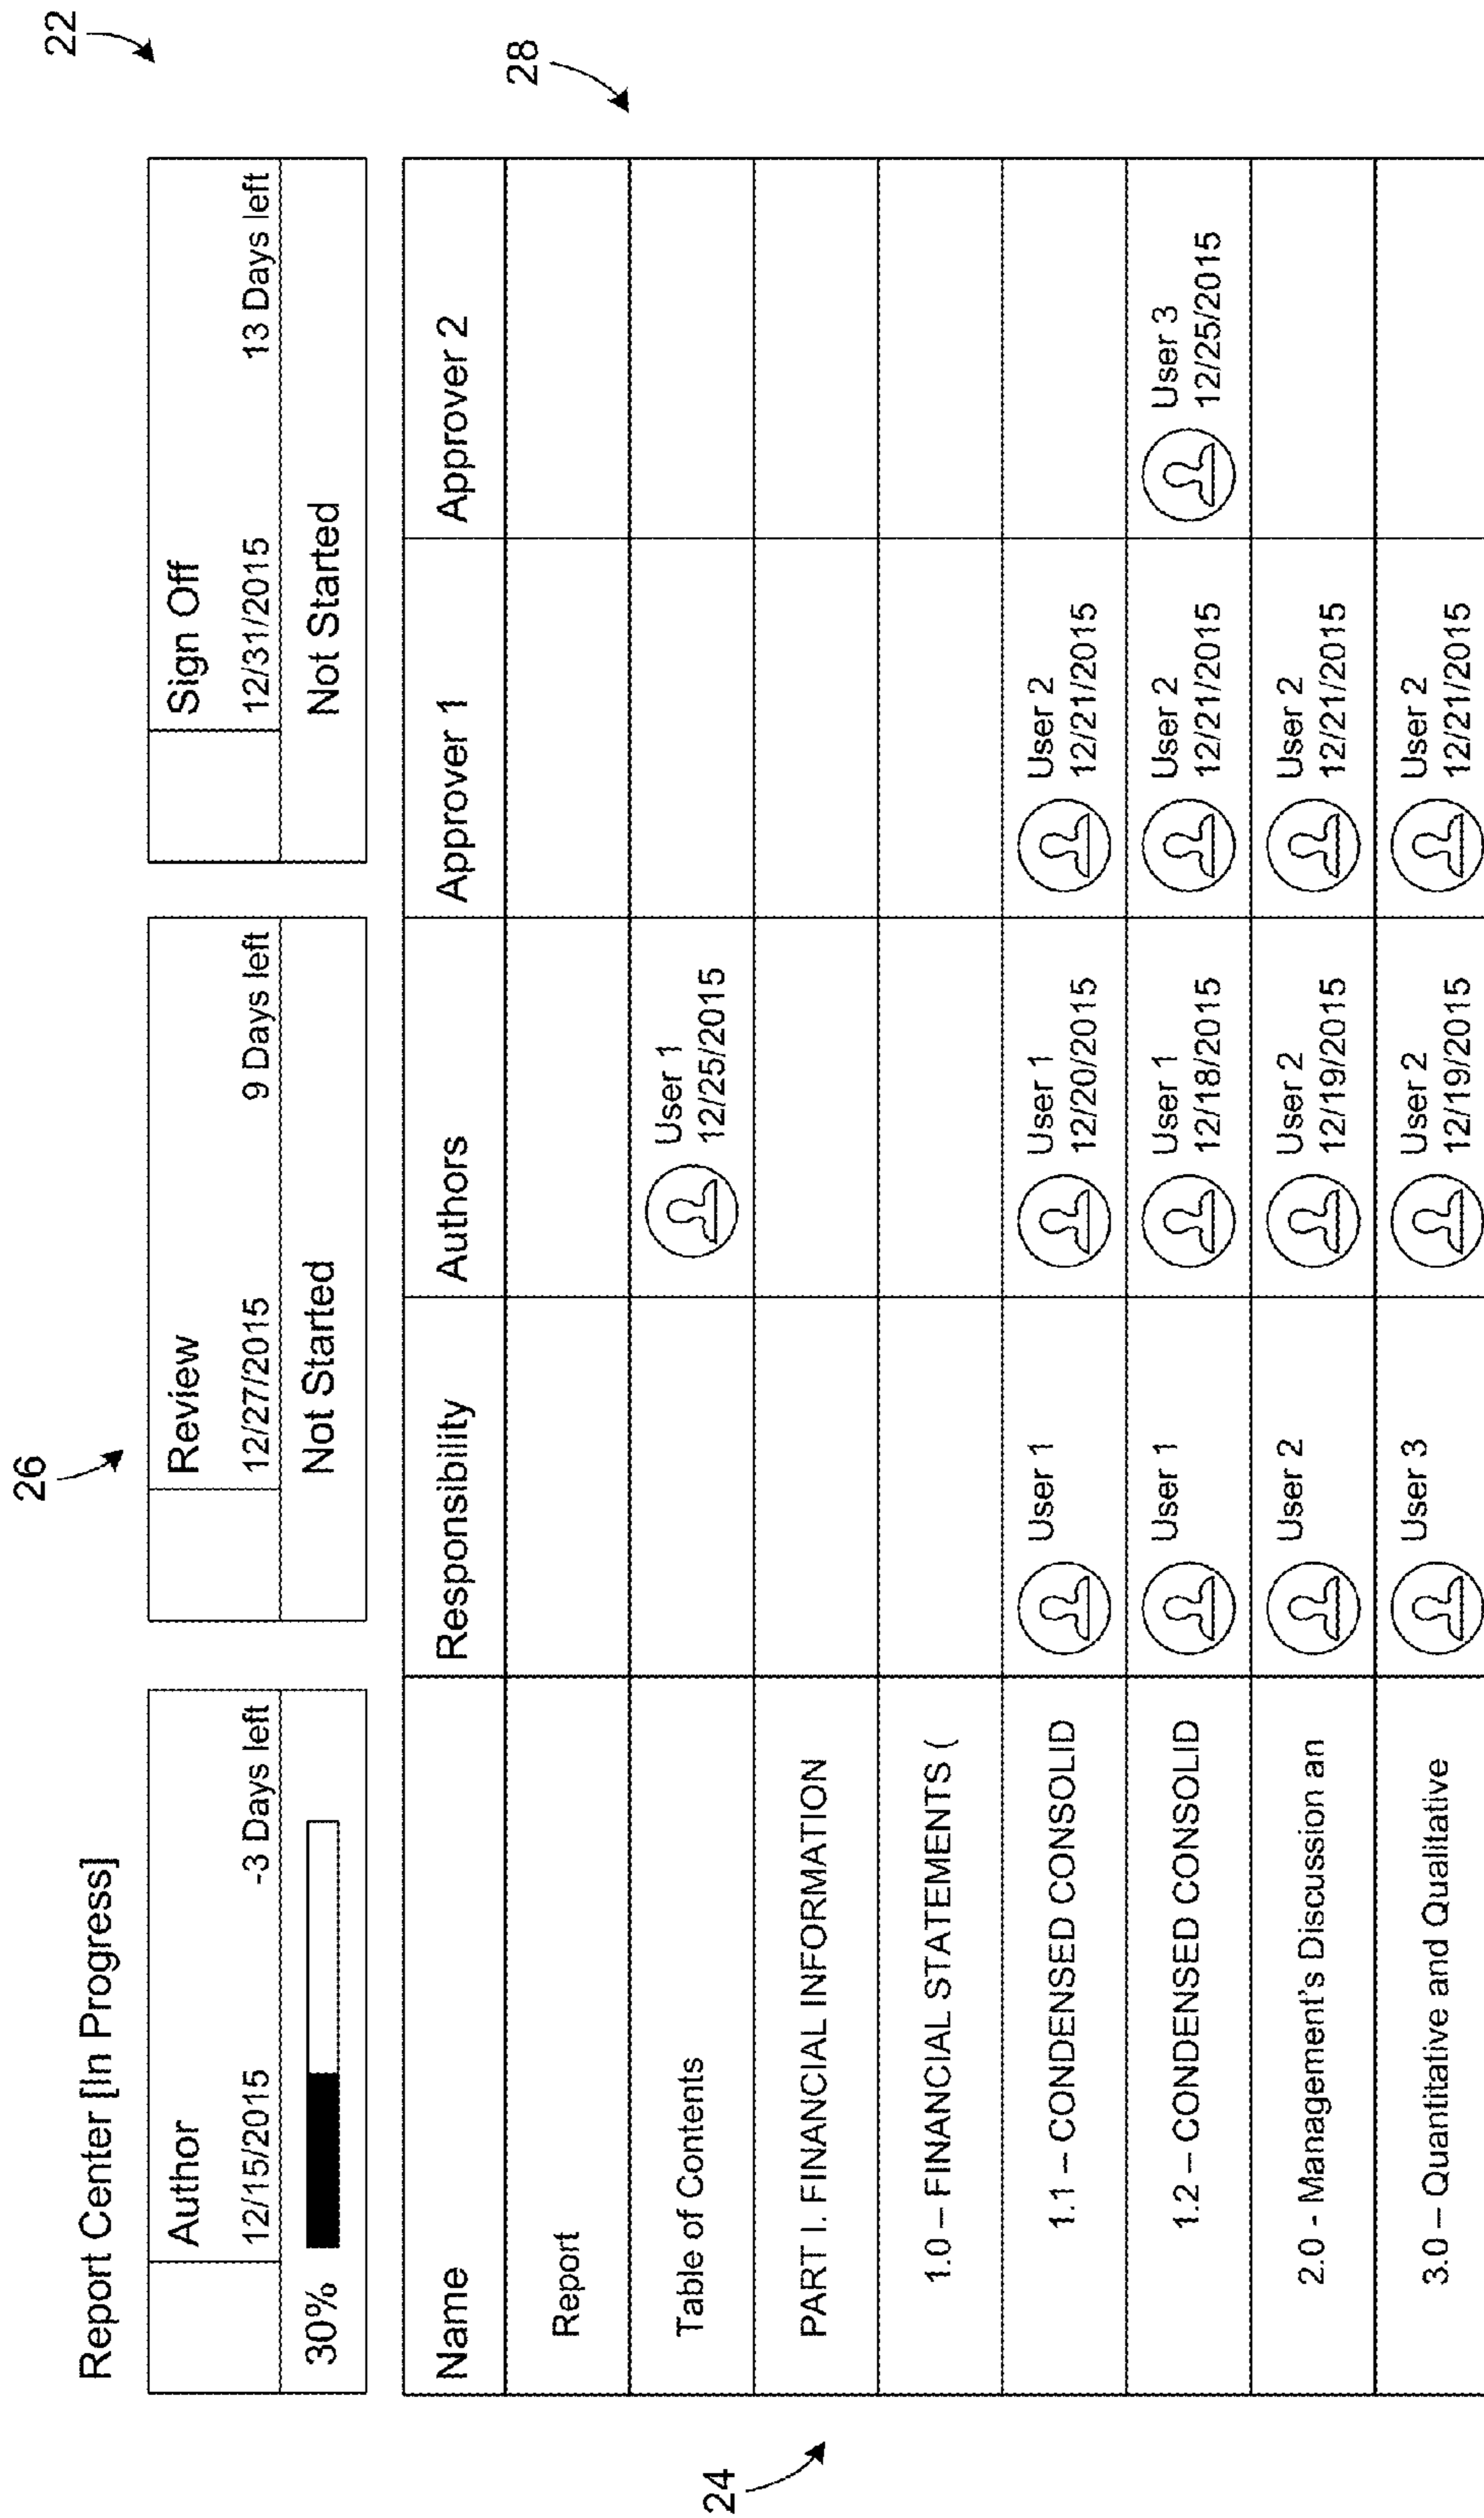 22
26
28
24
Report Center [In Progress]
Author
12/15/2015 -3 Days left
30%
Review
12/27/2015 9 Days left
Not Started
Sign Off
12/31/2015 13 Days left
Not Started
Name Responsibility Authors Approver 1 Approver 2
Report
Table of Contents User 1
12/25/2015
PART I. FINANCIAL INFORMATION
1.0 – FINANCIAL STATEMENTS (
1.1 – CONDENSED CONSOLID User 1 User 1 User 2
12/20/2015 12/21/2015
1.2 – CONDENSED CONSOLID User 1 User 1 User 2 User 3
12/18/2015 12/21/2015 12/25/2015
2.0 - Management's Discussion an User 2 User 2 User 2
12/19/2015 12/21/2015
3.0 – Quantitative and Qualitative User 3 User 2 User 2
12/19/2015 12/21/2015